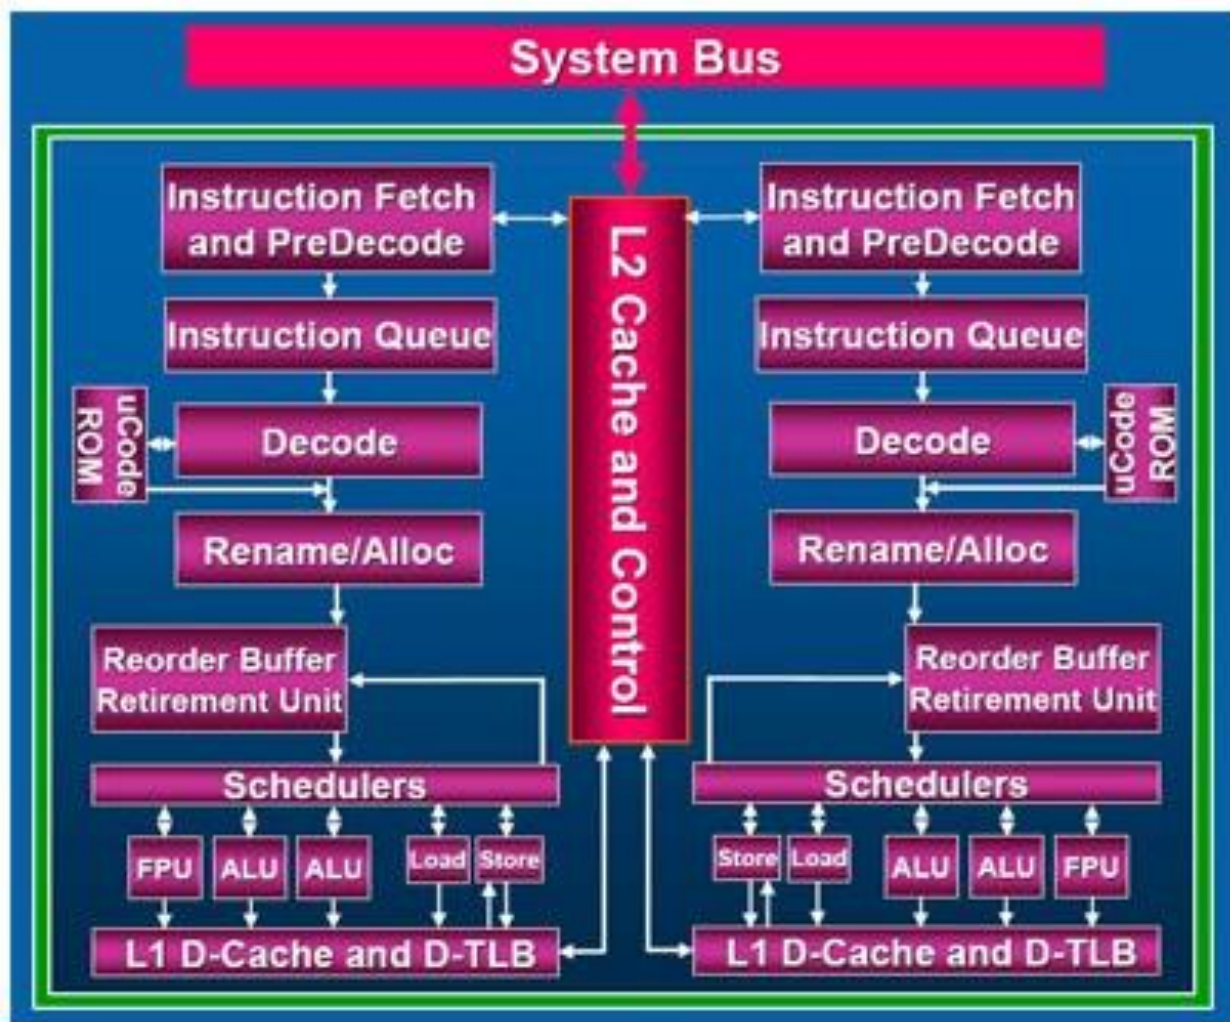 System Bus
Instruction Fetch
and PreDecode
Instruction Queue
uCode
ROM
Decode
Rename/Alloc
Reorder Buffer
Retirement Unit
Schedulers
FPU
ALU
ALU
Load
Store
L1 D-Cache and D-TLB
L2 Cache and Control
Instruction Fetch
and PreDecode
Instruction Queue
Decode
uCode
ROM
Rename/Alloc
Reorder Buffer
Retirement Unit
Schedulers
Store
Load
ALU
ALU
FPU
L1 D-Cache and D-TLB